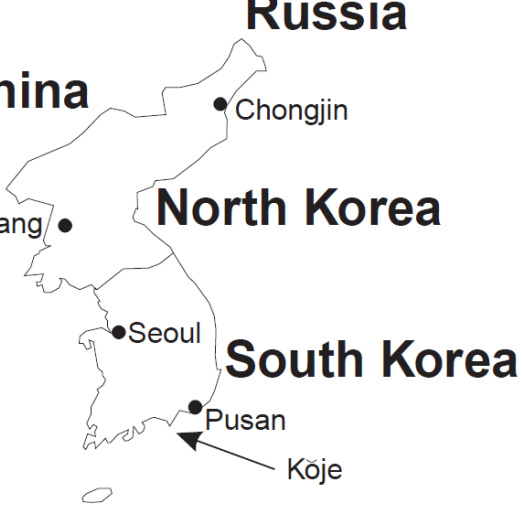 Russia
hina
Chongjin
North Korea
ang
Seoul
South Korea
Pusan
Kŏje